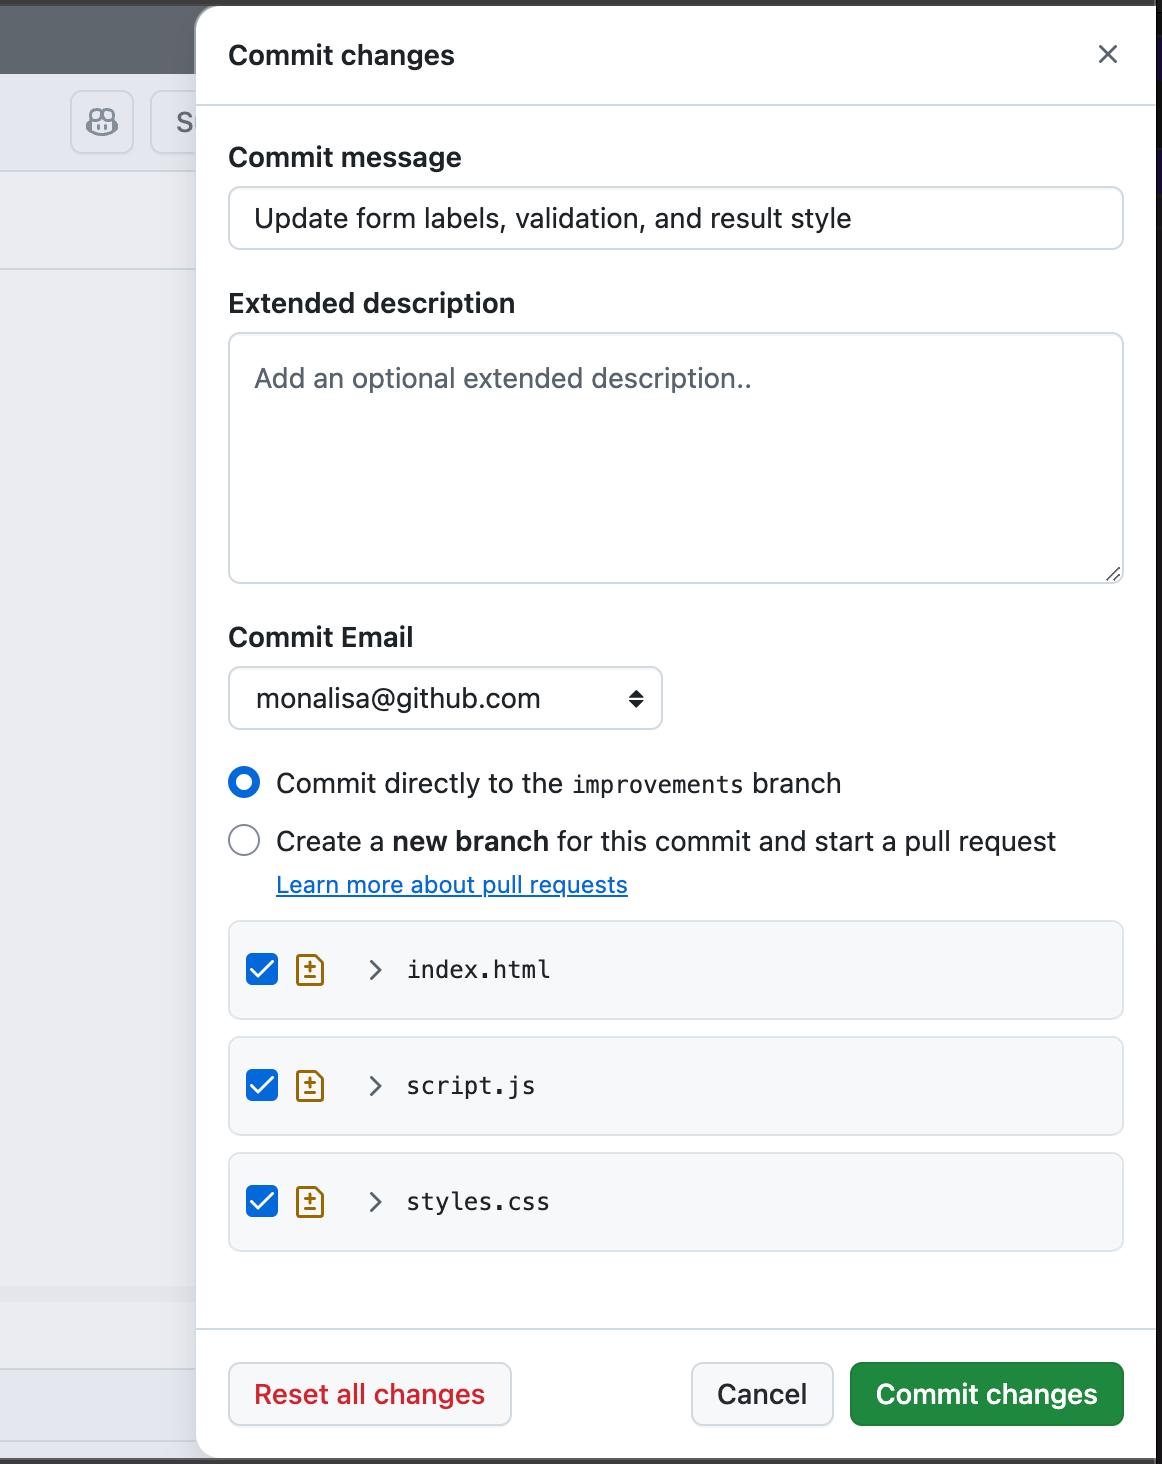 Commit changes
S
Commit message
Update form labels, validation, and result style
Extended description
Add an optional extended description..
Commit Email
monalisa@github.com
Commit directly to the improvements branch
Create a new branch for this commit and start a pull request
Learn more about pull requests
index.html
script.js
styles.css
Reset all changes
Cancel
Commit changes